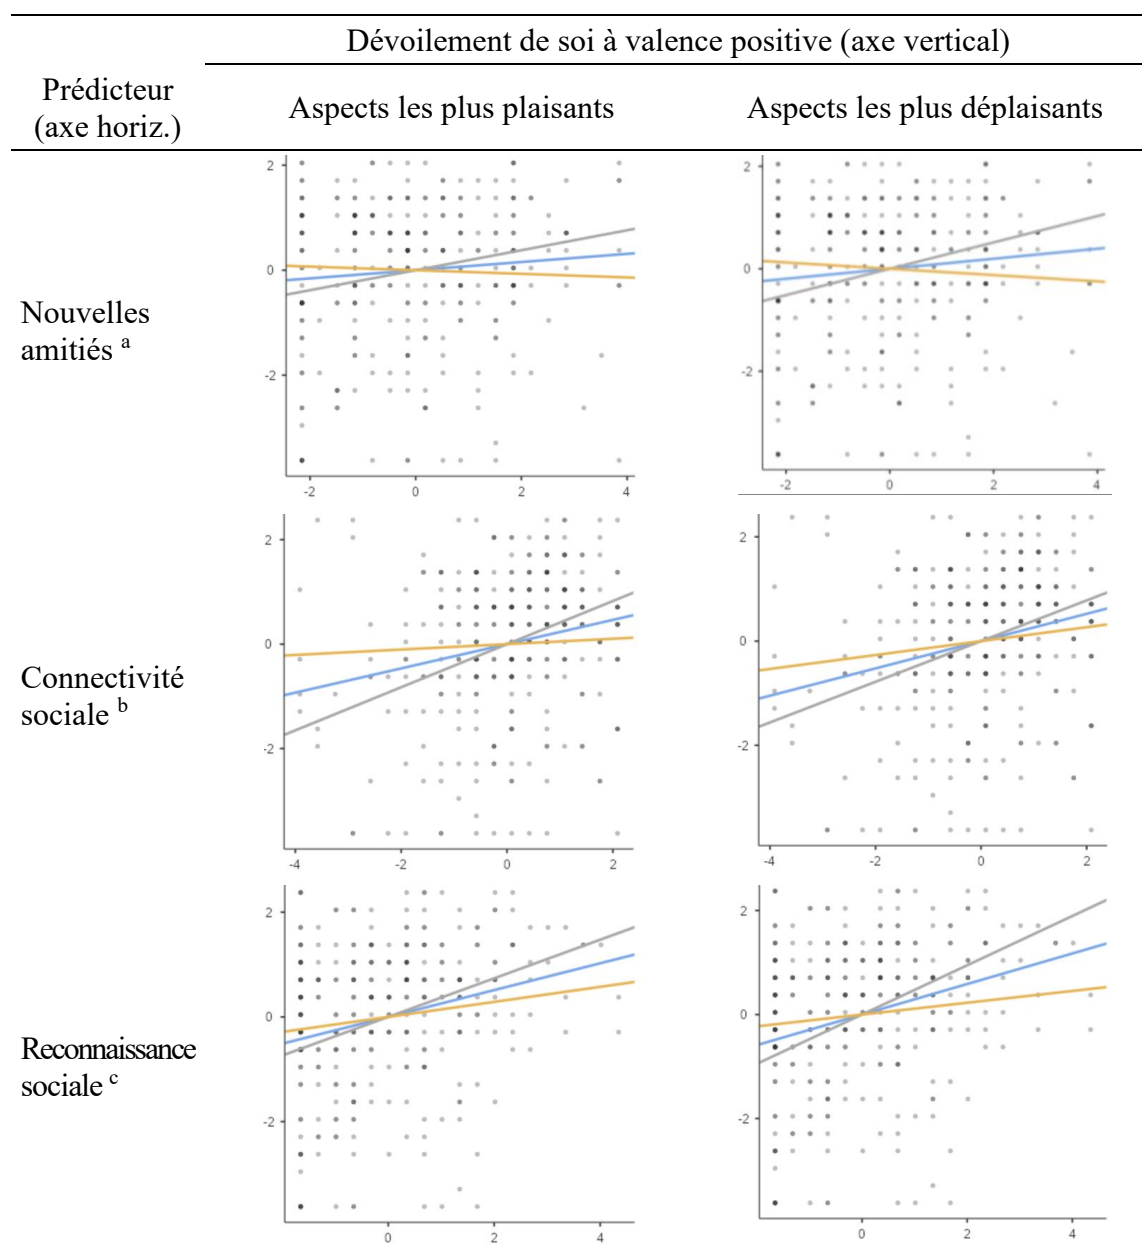 Dévoilement de soi à valence positive (axe vertical)
Prédicteur
(axe horiz.)
Aspects les plus plaisants
Aspects les plus déplaisants
Nouvelles
amitiés a
2
0
-2
-2 0 2 4
2
0
-2
-2 0 2 4
Connectivité
sociale b
2
0
-2
-4 -2 0 2
2
0
-2
-4 -2 0 2
Reconnaissance
sociale c
2
0
-2
0 2 4
2
0
-2
0 2 4